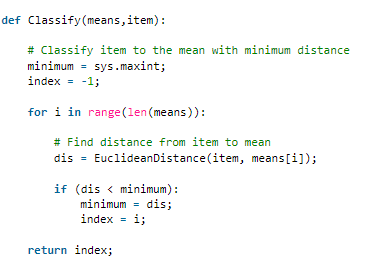 def Classify(means,item):
# Classify item to the mean with minimum distance
minimum = sys.maxint;
index = -1;
for i in range(len(means)):
# Find distance from item to mean
dis = EuclideanDistance(item, means[i]);
if (dis < minimum):
minimum = dis;
index = i;
return index;